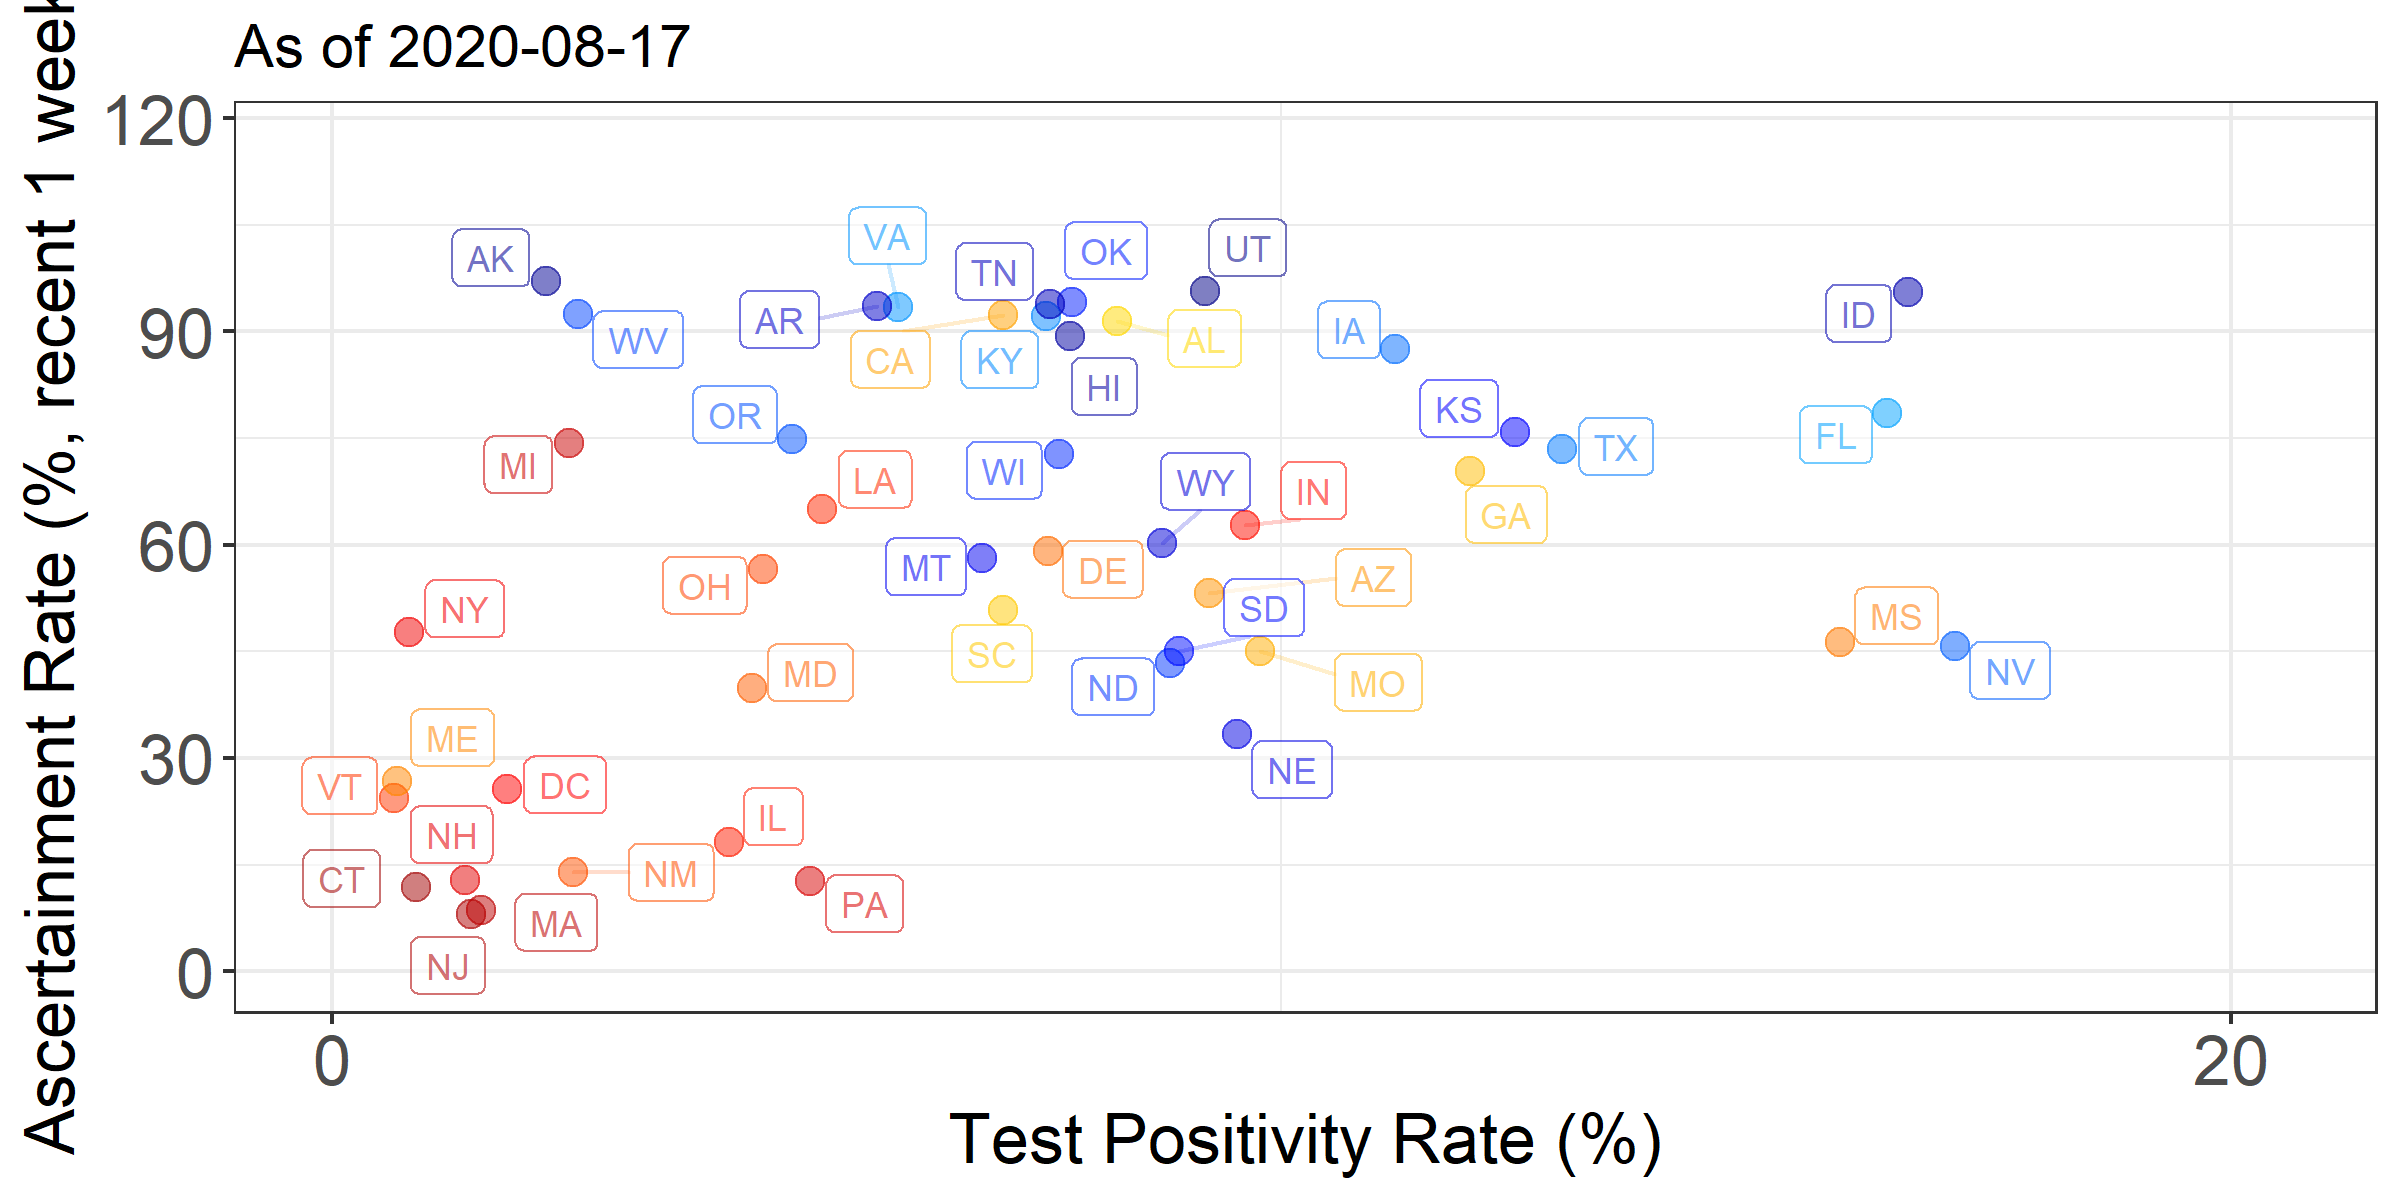 As of 2020-08-17
Ascertainment Rate (%, recent 1 week
120
90
60
30
0
AK
WV
VA
AR
CA
TN
KY
OK
HI
AL
UT
IA
ID
OR
MI
LA
WI
WY
IN
KS
TX
GA
FL
MT
DE
OH
NY
SC
AZ
SD
ND
MO
MS
NV
MD
NE
ME
VT
DC
NH
CT
IL
NM
PA
MA
NJ
0
20
Test Positivity Rate (%)